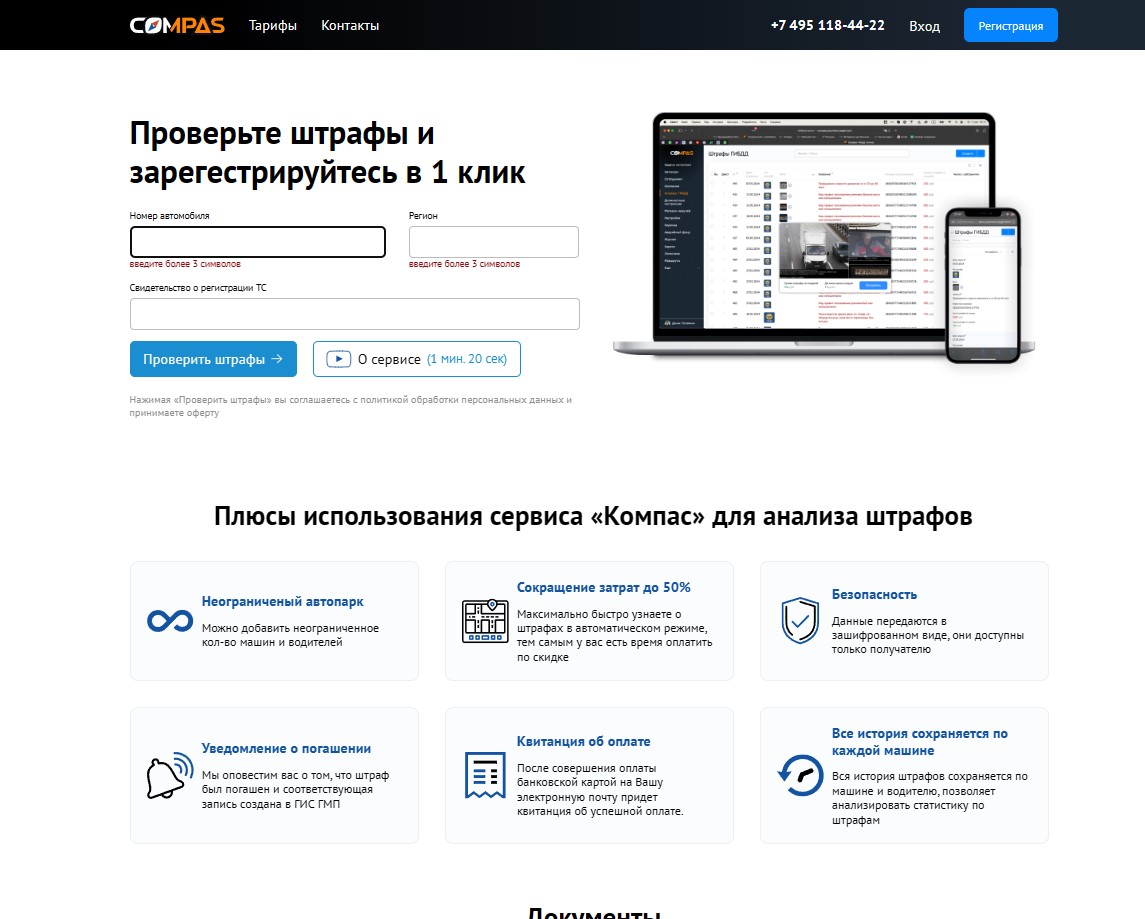 COMPAS
Тарифы
Контакты
+7 495 118-44-22
Вход
Регистрация
Проверьте штрафы и
зарегестрируйтесь в 1 клик
Номер автомобиля
Регион
введите более 3 символов
введите более 3 символов
Свидетельство о регистрации ТС
Проверить штрафы →
О сервисе (1 мин. 20 сек)
Нажимая «Проверить штрафы» вы соглашаетесь с политикой обработки персональных данных и
принимаете оферту
COMPAS
Штрафы ГИБДД
Штрафы ГИБДД
Плюсы использования сервиса «Компас» для анализа штрафов
Неограниченый автопарк
Можно добавить неограниченное
кол-во машин и водителей
Сокращение затрат до 50%
Максимально быстро узнаете о
штрафах в автоматическом режиме,
тем самым у вас есть время оплатить
по скидке
Безопасность
Данные передаются в
зашифрованном виде, они доступны
только получателю
Уведомление о погашении
Мы оповестим вас о том, что штраф
был погашен и соответствующая
запись создана в ГИС ГМП
Квитанция об оплате
После совершения оплаты
банковской картой на Вашу
электронную почту придет
квитанция об успешной оплате.
Все история сохраняется по
каждой машине
Вся история штрафов сохраняется по
машине и водителю, позволяет
анализировать статистику по
штрафам
Документы